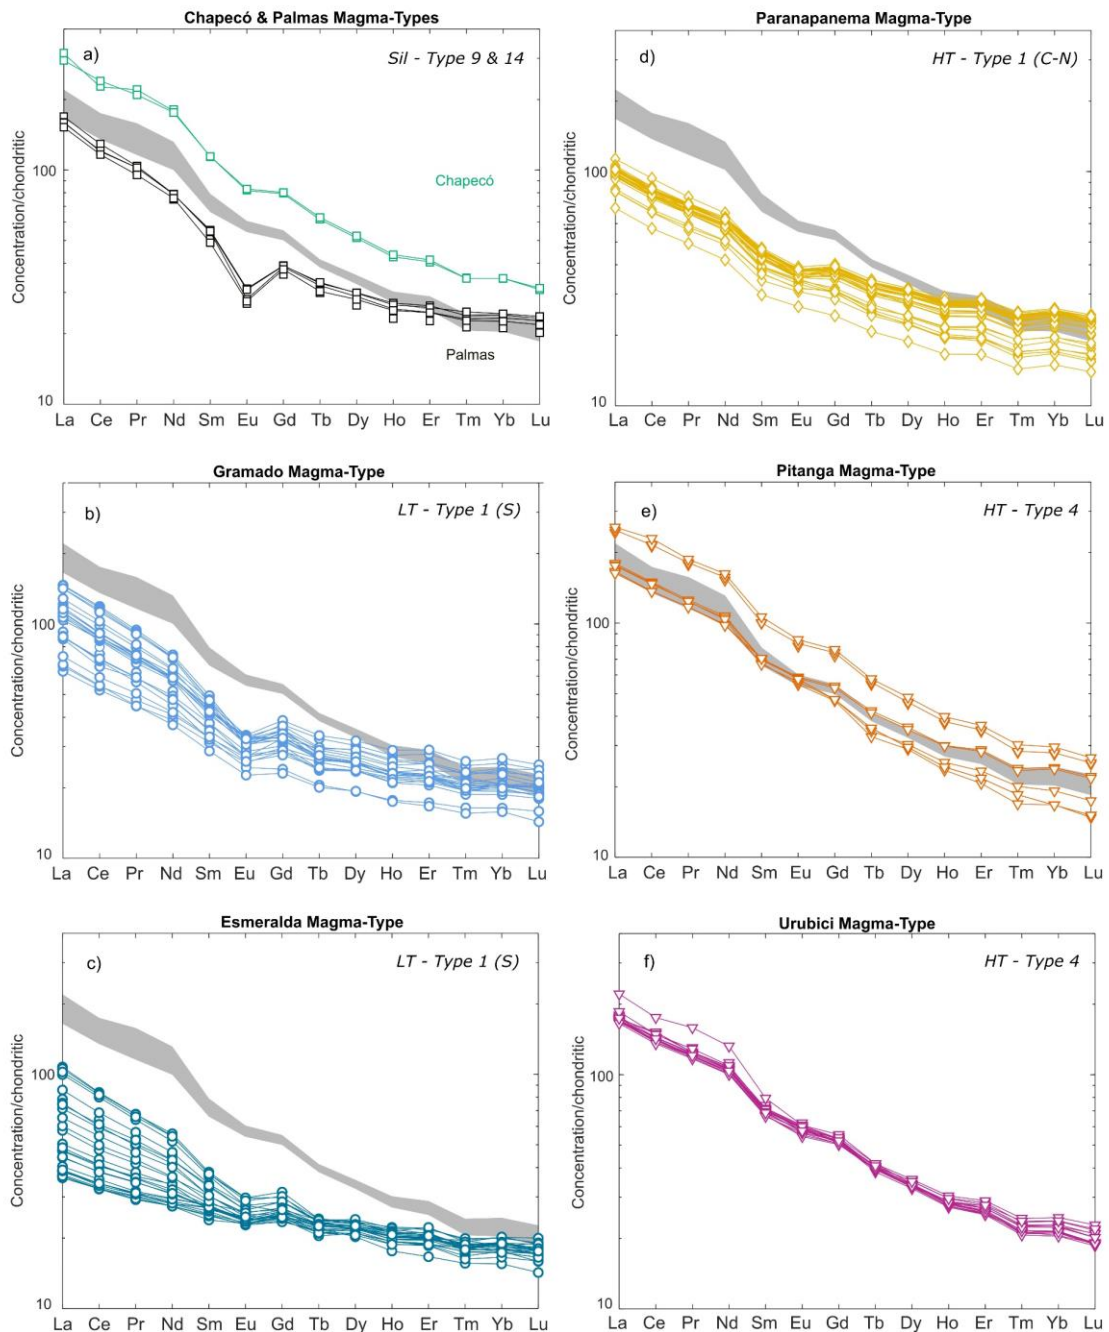 Chapecó & Palmas Magma-Types
a)
Sil - Type 9 & 14
Concentration/chondritic
100
10
Chapecó
Palmas
La Ce Pr Nd Sm Eu Gd Tb Dy Ho Er Tm Yb Lu
Paranapanema Magma-Type
d)
HT - Type 1 (C-N)
Concentration/chondritic
100
10
La Ce Pr Nd Sm Eu Gd Tb Dy Ho Er Tm Yb Lu
Gramado Magma-Type
b)
LT - Type 1 (S)
Concentration/chondritic
100
10
La Ce Pr Nd Sm Eu Gd Tb Dy Ho Er Tm Yb Lu
Pitanga Magma-Type
e)
HT - Type 4
Concentration/chondritic
100
10
La Ce Pr Nd Sm Eu Gd Tb Dy Ho Er Tm Yb Lu
Esmeralda Magma-Type
c)
LT - Type 1 (S)
Concentration/chondritic
100
10
La Ce Pr Nd Sm Eu Gd Tb Dy Ho Er Tm Yb Lu
Urubici Magma-Type
f)
HT - Type 4
Concentration/chondritic
100
10
La Ce Pr Nd Sm Eu Gd Tb Dy Ho Er Tm Yb Lu